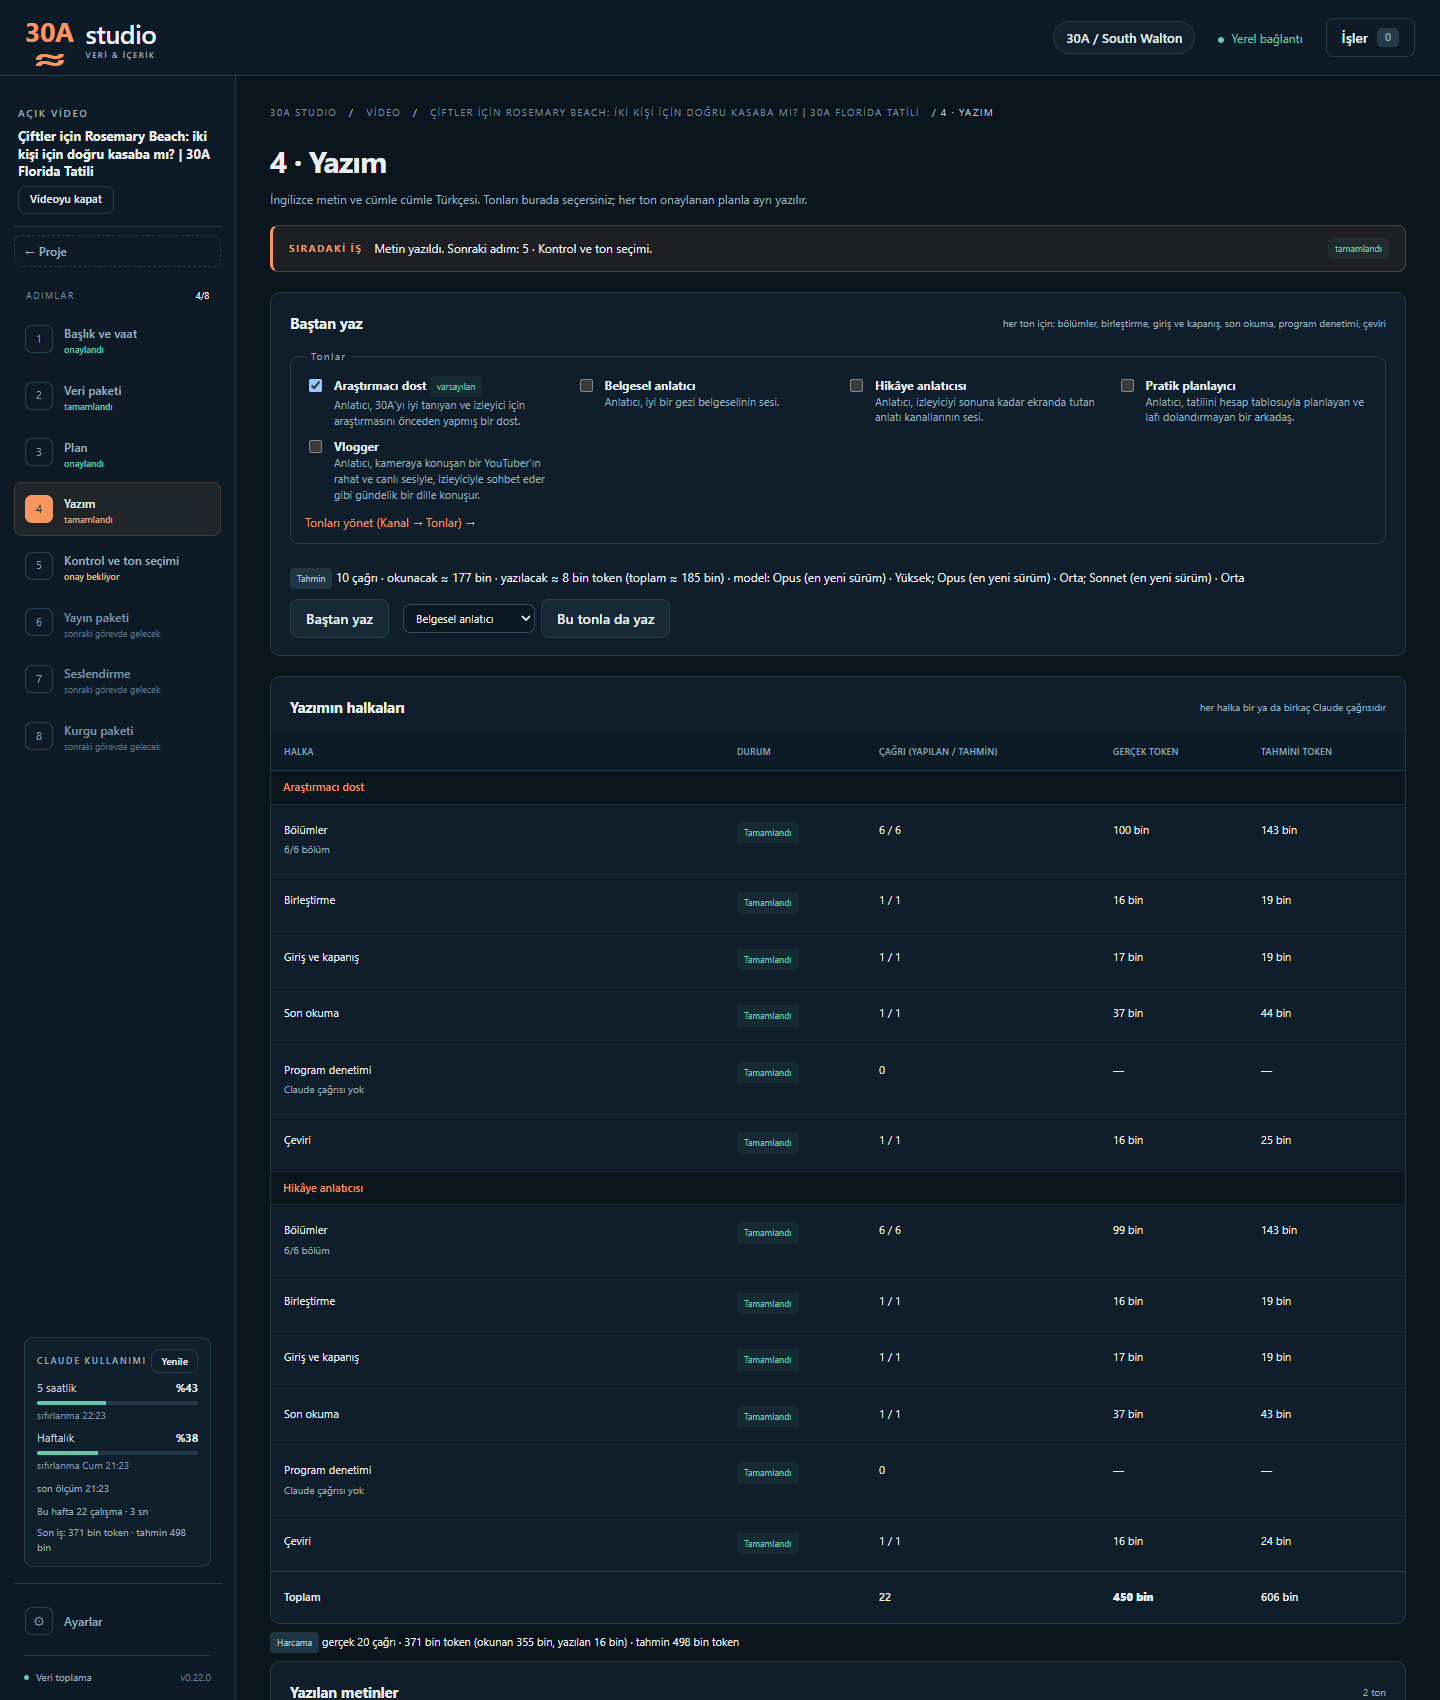 30A studio
VERİ & İÇERİK
30A / South Walton
Yerel bağlantı
İşler 0
AÇIK VİDEO
Çiftler için Rosemary Beach: iki
kişi için doğru kasaba mı? | 30A
Florida Tatili
Videoyu kapat
← Proje
ADIMLAR 4/8
1 Başlık ve vaat
onaylandı
2 Veri paketi
tamamlandı
3 Plan
onaylandı
4 Yazım
tamamlandı
5 Kontrol ve ton seçimi
onay bekliyor
6 Yayın paketi
sonraki görevde gelecek
7 Seslendirme
sonraki görevde gelecek
8 Kurgu paketi
sonraki görevde gelecek
CLAUDE KULLANIMI Yenile
5 saatlik %43
sıfırlanma 22:23
Haftalık %38
sıfırlanma Cum 21:23
son ölçüm 21:23
Bu hafta 22 çalışma · 3 sn
Son iş: 371 bin token · tahmin 498
bin
Ayarlar
Veri toplama v0.22.0
30A STUDIO / VİDEO / ÇİFTLER İÇİN ROSEMARY BEACH: İKİ KİŞİ İÇİN DOĞRU KASABA MI? | 30A FLORİDA TATİLİ / 4 · YAZIM
4 · Yazım
İngilizce metin ve cümle cümle Türkçesi. Tonları burada seçersiniz; her ton onaylanan planla ayrı yazılır.
SIRADAKİ İŞ Metin yazıldı. Sonraki adım: 5 · Kontrol ve ton seçimi. tamamlandı
Baştan yaz
her ton için: bölümler, birleştirme, giriş ve kapanış, son okuma, program denetimi, çeviri
Tonlar
Araştırmacı dost varsayılan
Anlatıcı, 30A'yı iyi tanıyan ve izleyici için
araştırmasını önceden yapmış bir dost.
Belgesel anlatıcı
Anlatıcı, iyi bir gezi belgeselinin sesi.
Hikâye anlatıcısı
Anlatıcı, izleyiciyi sonuna kadar ekranda tutan
anlatı kanallarının sesi.
Pratik planlayıcı
Anlatıcı, tatilini hesap tablosuyla planlayan ve
lafı dolandırmayan bir arkadaş.
Vlogger
Anlatıcı, kameraya konuşan bir YouTuber'ın
rahat ve canlı sesiyle, izleyiciyle sohbet eder
gibi gündelik bir dille konuşur.
Tonları yönet (Kanal → Tonlar) →
Tahmin 10 çağrı · okunacak ≈ 177 bin · yazılacak ≈ 8 bin token (toplam ≈ 185 bin) · model: Opus (en yeni sürüm) · Yüksek; Opus (en yeni sürüm) · Orta; Sonnet (en yeni sürüm) · Orta
Baştan yaz Belgesel anlatıcı Bu tonla da yaz
Yazımın halkaları
her halka bir ya da birkaç Claude çağrısıdır
HALKA DURUM ÇAĞRI (YAPILAN / TAHMİN) GERÇEK TOKEN TAHMİNİ TOKEN
Araştırmacı dost
Bölümler Tamamlandı 6 / 6 100 bin 143 bin
6/6 bölüm
Birleştirme Tamamlandı 1 / 1 16 bin 19 bin
Giriş ve kapanış Tamamlandı 1 / 1 17 bin 19 bin
Son okuma Tamamlandı 1 / 1 37 bin 44 bin
Program denetimi Tamamlandı 0 — —
Claude çağrısı yok
Çeviri Tamamlandı 1 / 1 16 bin 25 bin
Hikâye anlatıcısı
Bölümler Tamamlandı 6 / 6 99 bin 143 bin
6/6 bölüm
Birleştirme Tamamlandı 1 / 1 16 bin 19 bin
Giriş ve kapanış Tamamlandı 1 / 1 17 bin 19 bin
Son okuma Tamamlandı 1 / 1 37 bin 43 bin
Program denetimi Tamamlandı 0 — —
Claude çağrısı yok
Çeviri Tamamlandı 1 / 1 16 bin 24 bin
Toplam 22 450 bin 606 bin
Harcama gerçek 20 çağrı · 371 bin token (okunan 355 bin, yazılan 16 bin) · tahmin 498 bin token
Yazılan metinler 2 ton